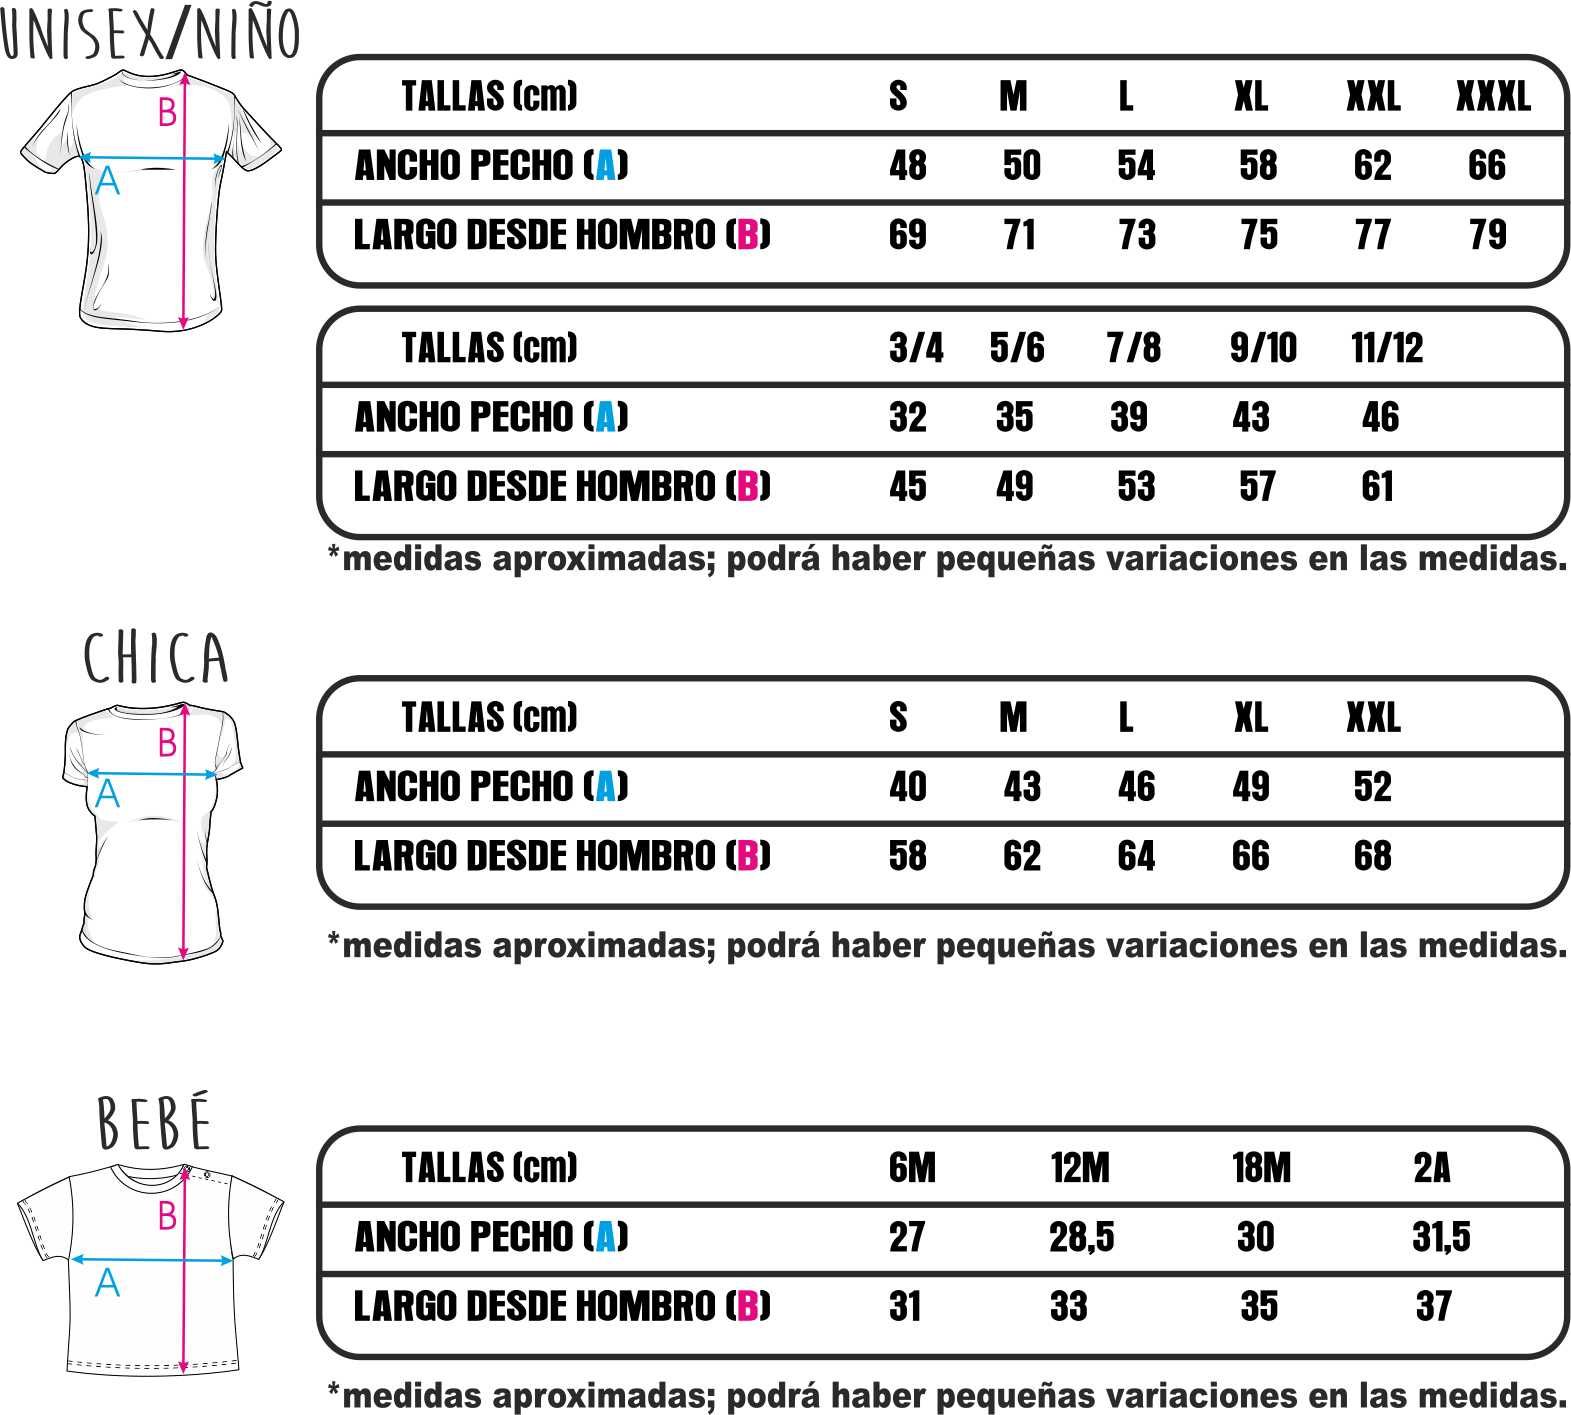 UNISEX/NIÑO
B
A
TALLAS (cm) S M L XL XXL XXXL
ANCHO PECHO (A) 48 50 54 58 62 66
LARGO DESDE HOMBRO (B) 69 71 73 75 77 79
TALLAS (cm) 3/4 5/6 7/8 9/10 11/12
ANCHO PECHO (A) 32 35 39 43 46
LARGO DESDE HOMBRO (B) 45 49 53 57 61
*medidas aproximadas; podrá haber pequeñas variaciones en las medidas.
CHICA
B
A
TALLAS (cm) S M L XL XXL
ANCHO PECHO (A) 40 43 46 49 52
LARGO DESDE HOMBRO (B) 58 62 64 66 68
*medidas aproximadas; podrá haber pequeñas variaciones en las medidas.
BEBÉ
B
A
TALLAS (cm) 6M 12M 18M 2A
ANCHO PECHO (A) 27 28,5 30 31,5
LARGO DESDE HOMBRO (B) 31 33 35 37
*medidas aproximadas; podrá haber pequeñas variaciones en las medidas.